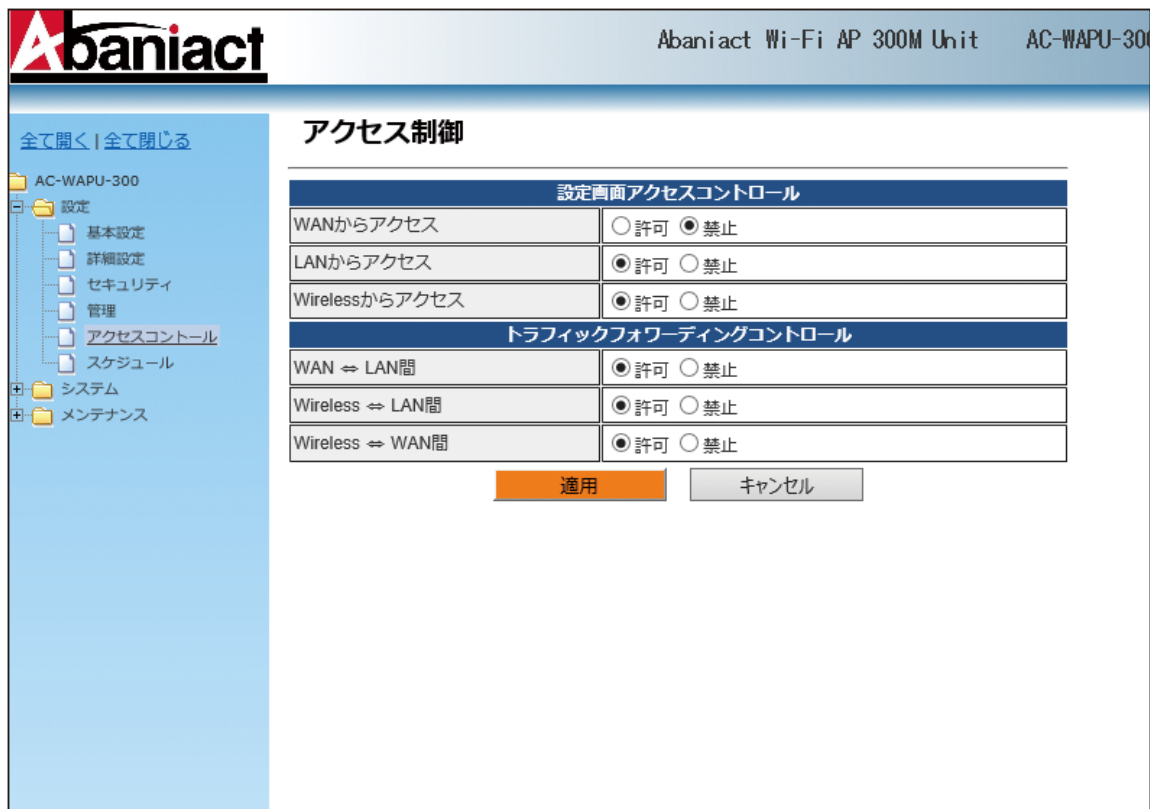 Abaniact
Abaniact Wi-Fi AP 300M Unit AC-WAPU-300
全て開く | 全て閉じる
AC-WAPU-300
設定
基本設定
詳細設定
セキュリティ
管理
アクセスコントール
スケジュール
システム
メンテナンス
アクセス制御
設定画面アクセスコントロール
WANからアクセス 許可 禁止
LANからアクセス 許可 禁止
Wirelessからアクセス 許可 禁止
トラフィックフォワーディングコントロール
WAN ⇔ LAN間 許可 禁止
Wireless ⇔ LAN間 許可 禁止
Wireless ⇔ WAN間 許可 禁止
適用 キャンセル